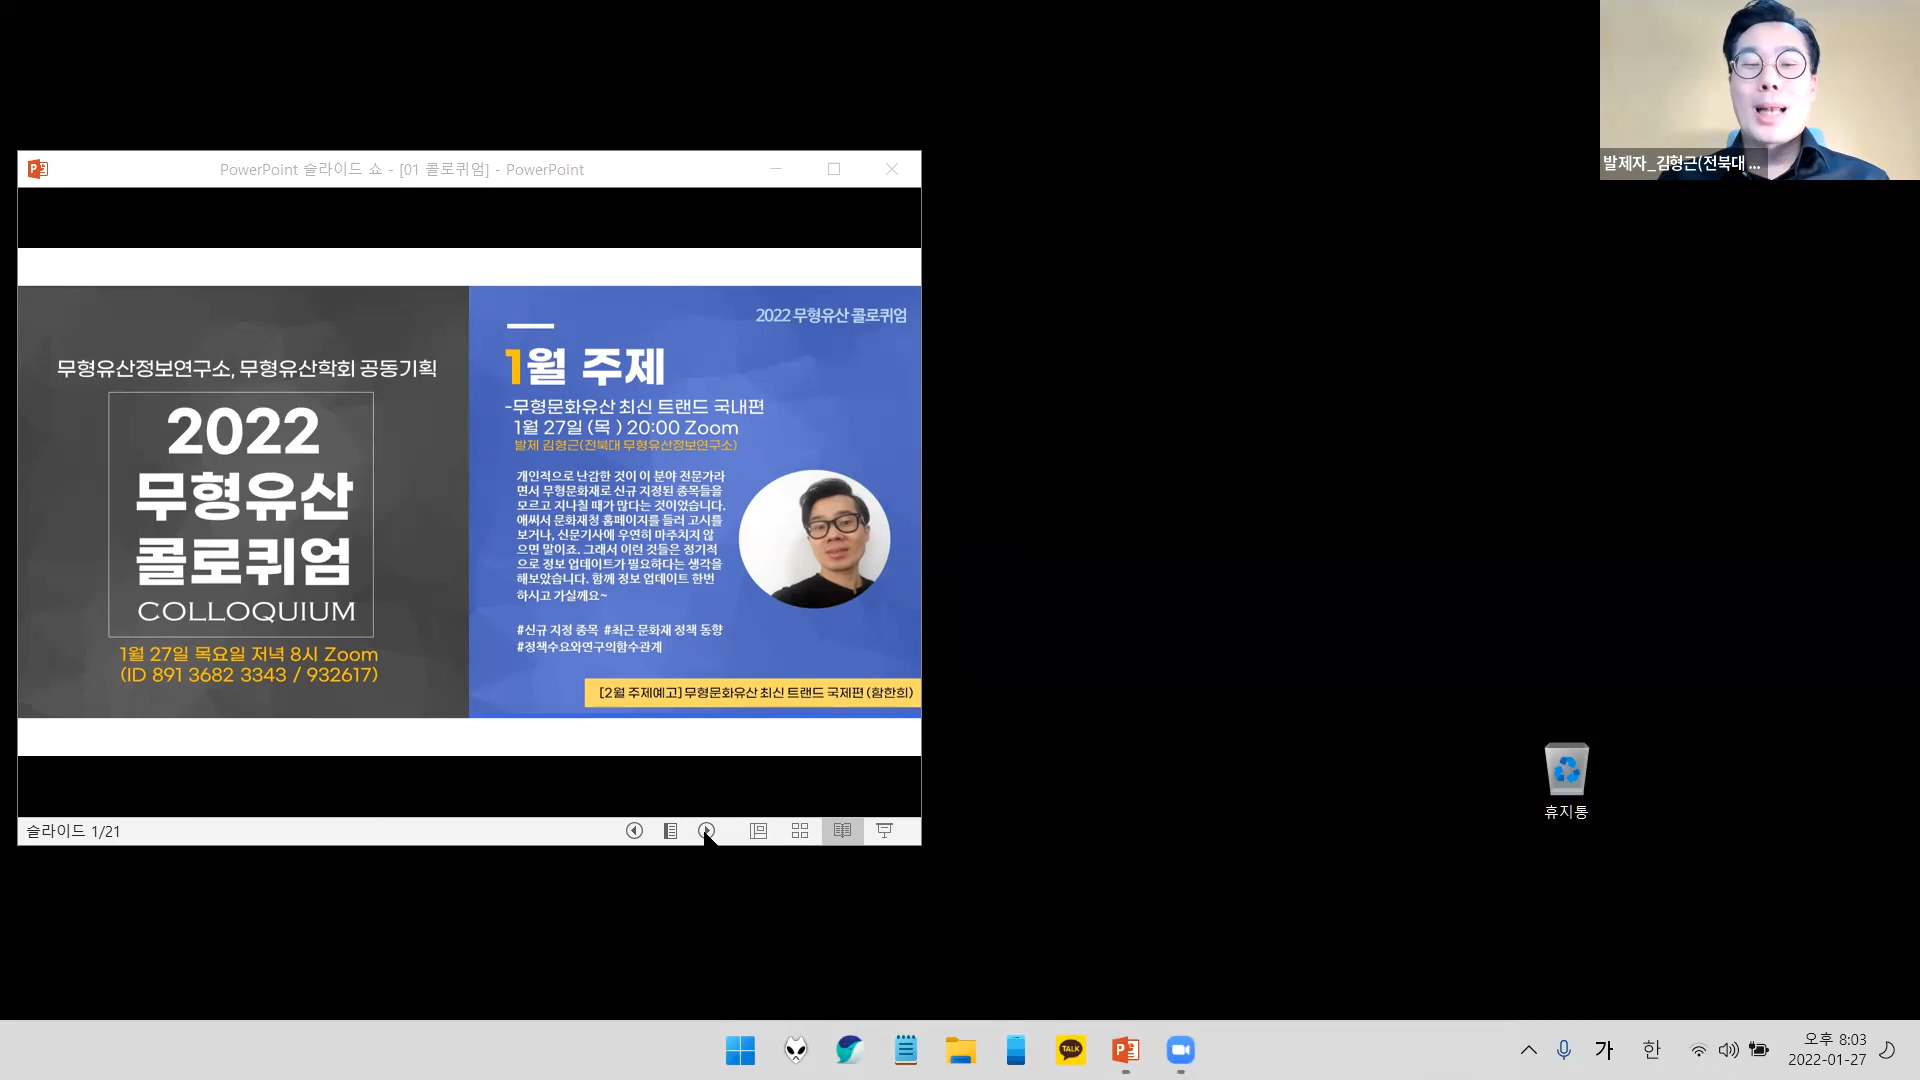 PowerPoint 슬라이드 쇼 - [01 콜로퀴엄] - PowerPoint
무형유산정보연구소, 무형유산학회 공동기획
2022
무형유산
콜로퀴엄
COLLOQUIUM
1월 27일 목요일 저녁 8시 Zoom
(ID 891 3682 3343 / 932617)
2022 무형유산 콜로퀴엄
1월 주제
-무형문화유산 최신 트랜드 국내편
1월 27일 (목 ) 20:00 Zoom
발제 김형근(전북대 무형유산정보연구소)
개인적으로 난감한 것이 이 분야 전문가라
면서 무형문화재로 신규 지정된 종목들을
모르고 지나칠 때가 많다는 것이었습니다.
애써서 문화재청 홈페이지를 들러 고시를
보거나, 신문기사에 우연히 마주치지 않
으면 말이죠. 그래서 이런 것들은 정기적
으로 정보 업데이트가 필요하다는 생각을
해보았습니다. 함께 정보 업데이트 한번
하시고 가실께요~
#신규 지정 종목 #최근 문화재 정책 동향
#정책수요와연구의함수관계
[2월 주제예고] 무형문화유산 최신 트랜드 국제편 (함한희)
슬라이드 1/21
발제자_김형근(전북대 ...
휴지통
TALK
가
한
오후 8:03
2022-01-27